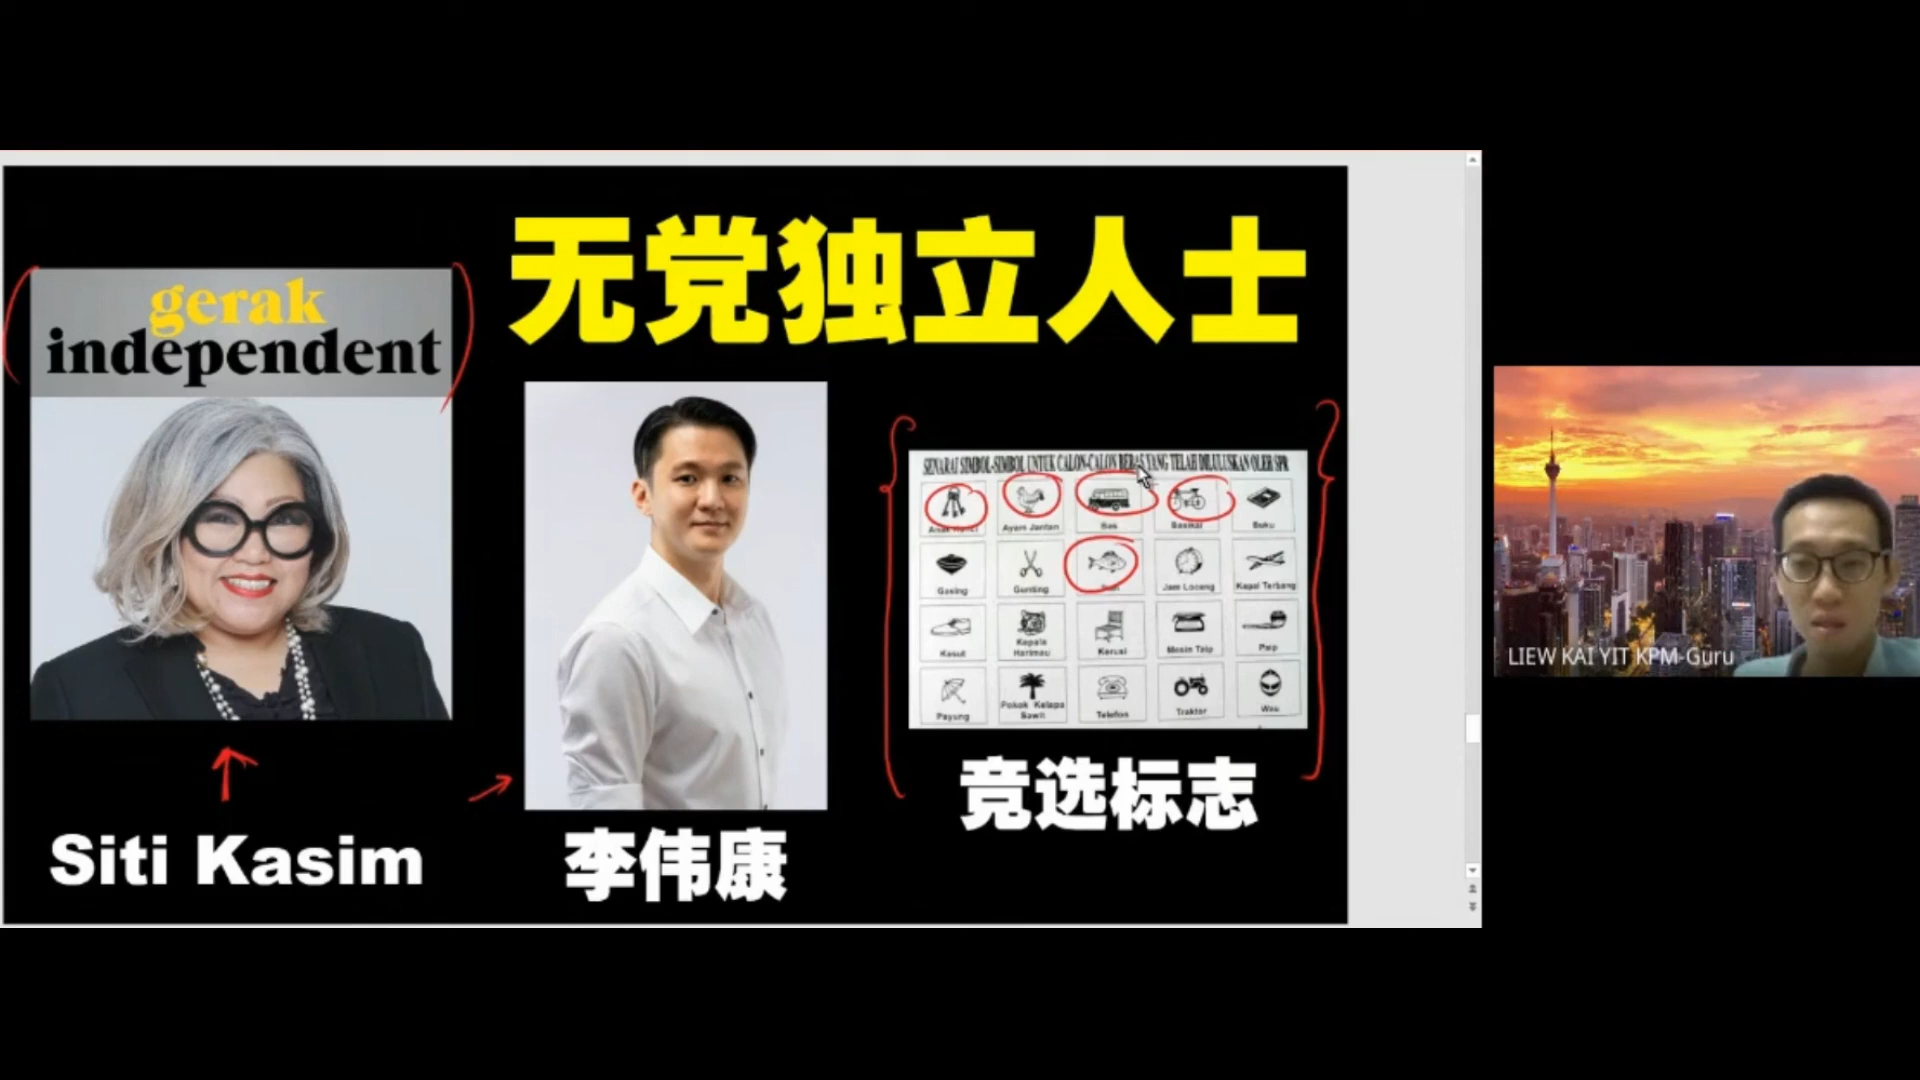 无党独立人士
gerak
independent
SENARAI SIMBOL-SIMBOL UNTUK CALON-CALON BEBAS YANG TELAH DILULUSKAN OLEH SPR
Ayam Jantan
Bas
Basikal
Buku
Gasing
Gunting
Jam Loceng
Kapal Terbang
Kasut
Kepala
Harimau
Kerusi
Mesin Taip
Paip
Payung
Pokok Kelapa
Sawit
Telefon
Traktor
Wau
Siti Kasim
李伟康
竞选标志
LIEW KAI YIT KPM-Guru